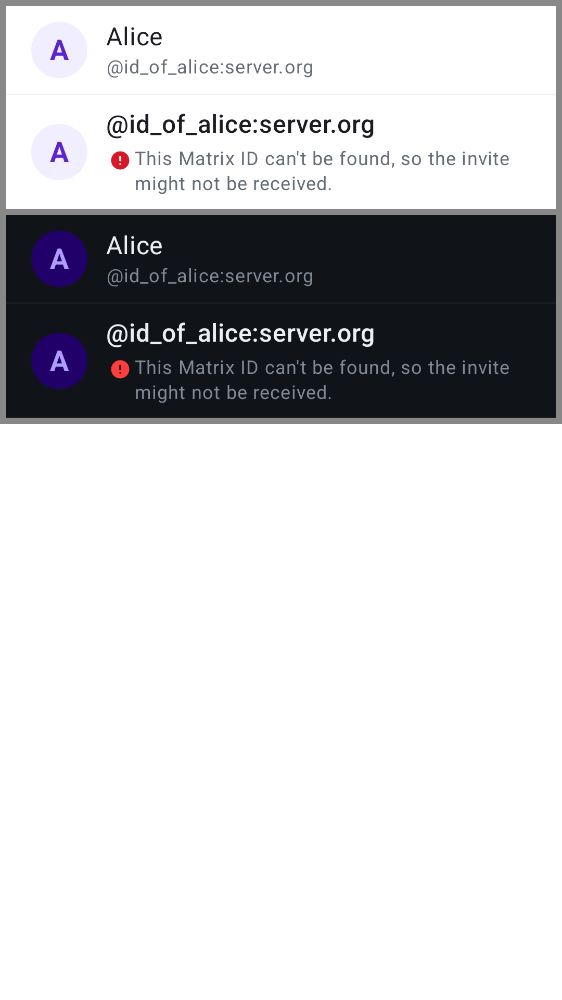 A
Alice
@id_of_alice:server.org
A
@id_of_alice:server.org
This Matrix ID can't be found, so the invite
might not be received.
A
Alice
@id_of_alice:server.org
A
@id_of_alice:server.org
This Matrix ID can't be found, so the invite
might not be received.